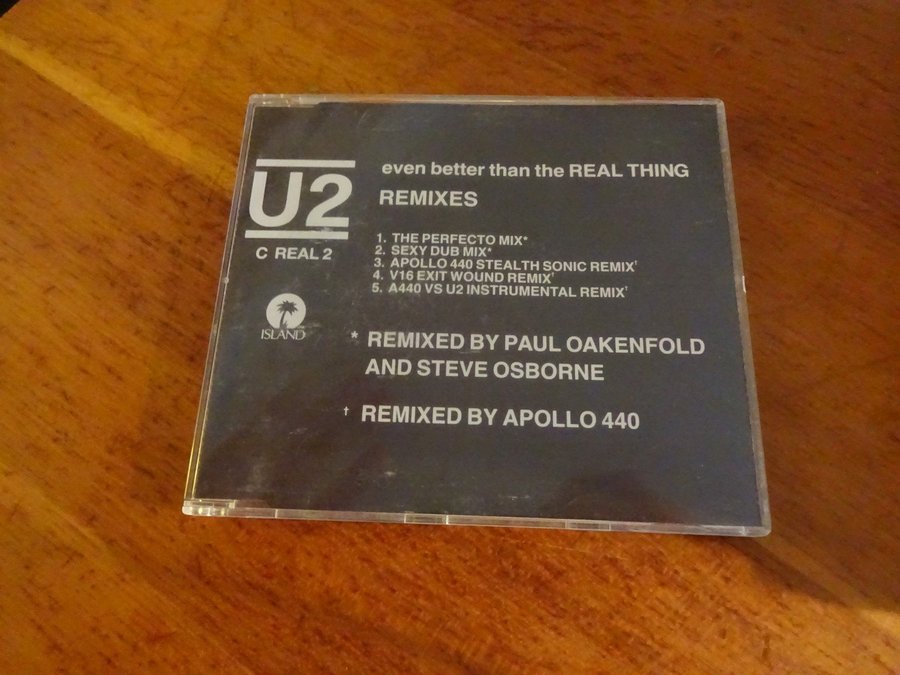 U2
C REAL 2
ISLAND
even better than the REAL THING
REMIXES
1. THE PERFECTO MIX*
2. SEXY DUB MIX*
3. APOLLO 440 STEALTH SONIC REMIX†
4. V16 EXIT WOUND REMIX†
5. A440 VS U2 INSTRUMENTAL REMIX†
* REMIXED BY PAUL OAKENFOLD
AND STEVE OSBORNE
† REMIXED BY APOLLO 440